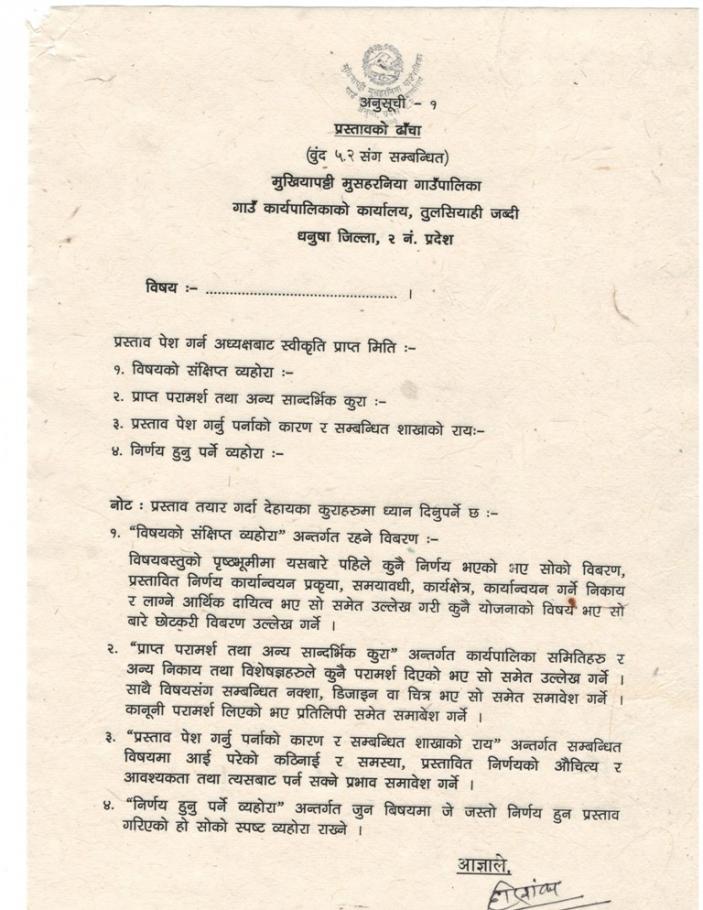 अनुसूची - १
प्रस्तावको ढाँचा
(वुंद ५.२ संग सम्बन्धित)
मुखियापट्टी मुसहरनिया गाउँपालिका
गाउँ कार्यपालिकाको कार्यालय, तुलसियाही जब्दी
धनुषा जिल्ला, २ नं. प्रदेश
विषय :– ................................................ ।
प्रस्ताव पेश गर्न अध्यक्षबाट स्वीकृति प्राप्त मिति :–
१. विषयको संक्षिप्त व्यहोरा :–
२. प्राप्त परामर्श तथा अन्य सान्दर्भिक कुरा :–
३. प्रस्ताव पेश गर्नु पर्नाको कारण र सम्बन्धित शाखाको रायः–
४. निर्णय हुनु पर्ने व्यहोरा :–
नोट : प्रस्ताव तयार गर्दा देहायका कुराहरुमा ध्यान दिनुपर्ने छ :–
१. “विषयको संक्षिप्त व्यहोरा” अन्तर्गत रहने विबरण :–
विषयबस्तुको पृष्ठभूमीमा यसबारे पहिले कुनै निर्णय भएको भए सोको विबरण,
प्रस्तावित निर्णय कार्यान्वयन प्रकृया, समयावधी, कार्यक्षेत्र, कार्यान्वयन गर्ने निकाय
र लाग्ने आर्थिक दायित्व भए सो समेत उल्लेख गरी कुनै योजनाको विषय भए सो
बारे छोटकरी विबरण उल्लेख गर्ने ।
२. “प्राप्त परामर्श तथा अन्य सान्दर्भिक कुरा” अन्तर्गत कार्यपालिका समितिहरु र
अन्य निकाय तथा विशेषज्ञहरुले कुनै परामर्श दिएको भए सो समेत उल्लेख गर्ने ।
साथै विषयसंग सम्बन्धित नक्शा, डिजाइन वा चित्र भए सो समेत समावेश गर्ने ।
कानूनी परामर्श लिएको भए प्रतिलिपी समेत समाबेश गर्ने ।
३. “प्रस्ताव पेश गर्नु पर्नाको कारण र सम्बन्धित शाखाको राय” अन्तर्गत सम्बन्धित
विषयमा आई परेको कठिनाई र समस्या, प्रस्तावित निर्णयको औचित्य र
आवश्यकता तथा त्यसबाट पर्न सक्ने प्रभाव समावेश गर्ने ।
४. “निर्णय हुनु पर्ने व्यहोरा” अन्तर्गत जुन बिषयमा जे जस्तो निर्णय हुन प्रस्ताव
गरिएको हो सोको स्पष्ट व्यहोरा राख्ने ।
आज्ञाले,